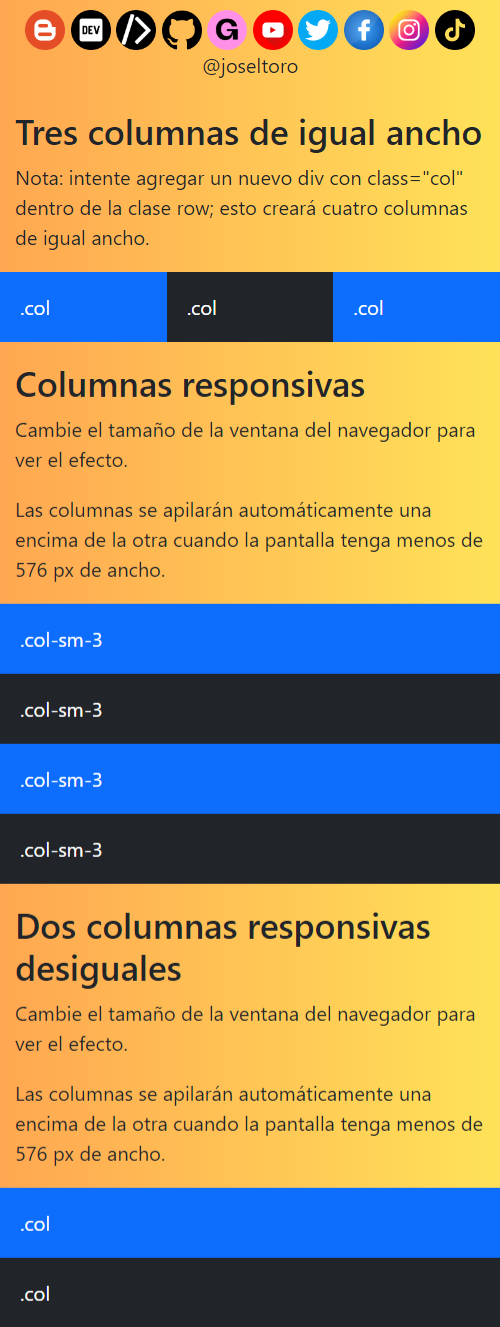 DEV
G
@joseltoro
Tres columnas de igual ancho
Nota: intente agregar un nuevo div con class="col"
dentro de la clase row; esto creará cuatro columnas
de igual ancho.
.col .col .col
Columnas responsivas
Cambie el tamaño de la ventana del navegador para
ver el efecto.
Las columnas se apilarán automáticamente una
encima de la otra cuando la pantalla tenga menos de
576 px de ancho.
.col-sm-3
.col-sm-3
.col-sm-3
.col-sm-3
Dos columnas responsivas
desiguales
Cambie el tamaño de la ventana del navegador para
ver el efecto.
Las columnas se apilarán automáticamente una
encima de la otra cuando la pantalla tenga menos de
576 px de ancho.
.col
.col